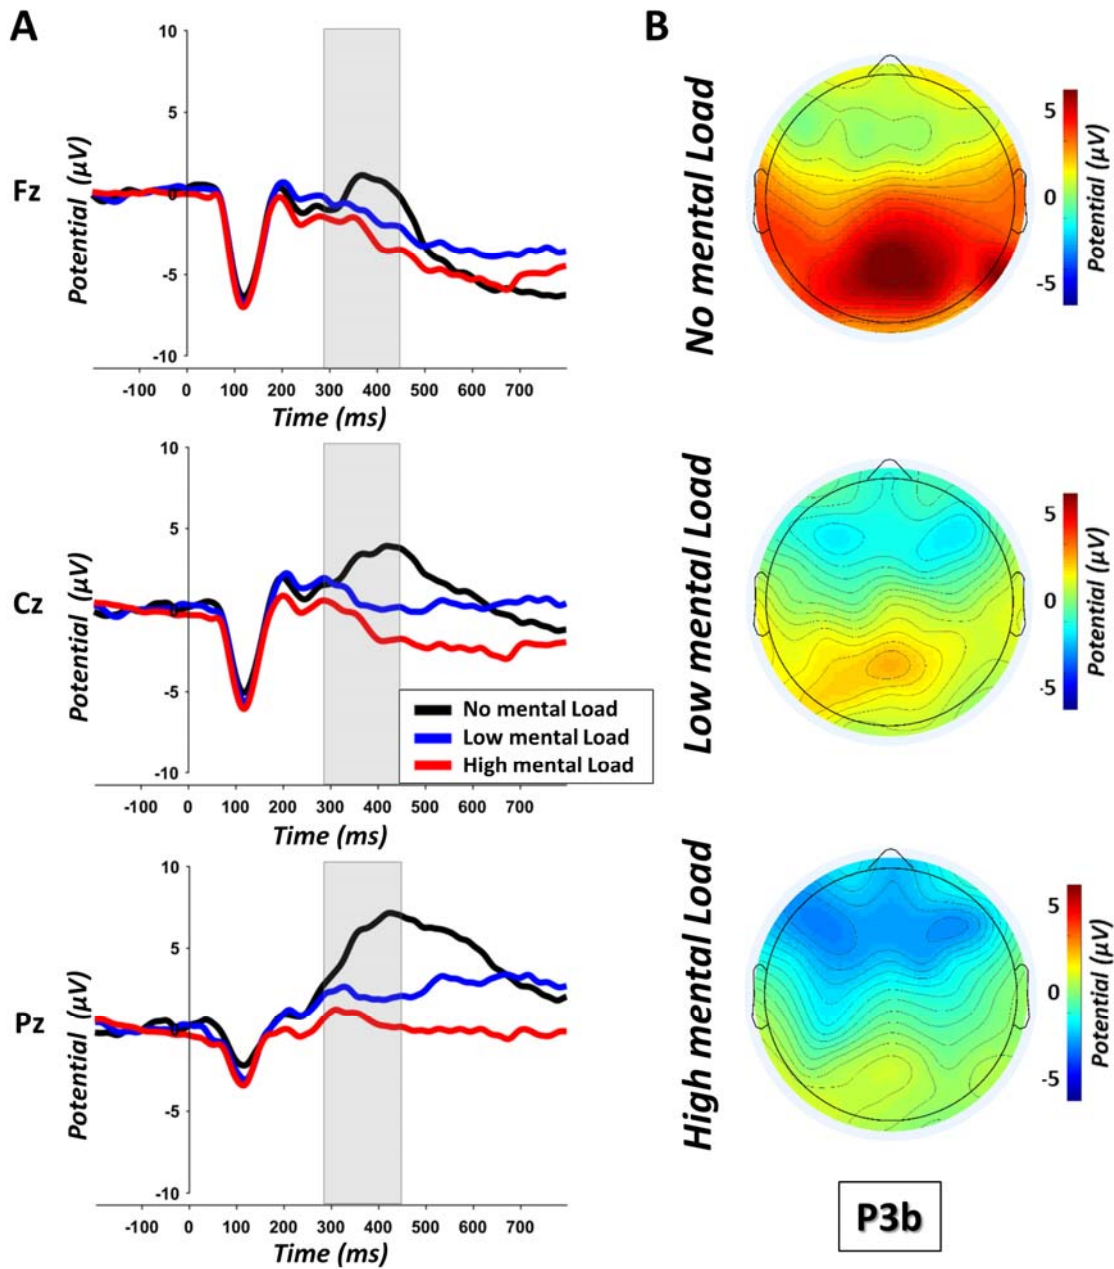 A
B
Fz
Potential (µV)
10
5
0
-5
-10
-100 0 100 200 300 400 500 600 700
Time (ms)
No mental Load
5
0
-5
Potential (µV)
Cz
Potential (µV)
10
5
0
-5
-10
No mental Load
Low mental Load
High mental Load
-100 0 100 200 300 400 500 600 700
Time (ms)
Low mental Load
5
0
-5
Potential (µV)
Pz
Potential (µV)
10
5
0
-5
-10
-100 0 100 200 300 400 500 600 700
Time (ms)
High mental Load
5
0
-5
Potential (µV)
P3b